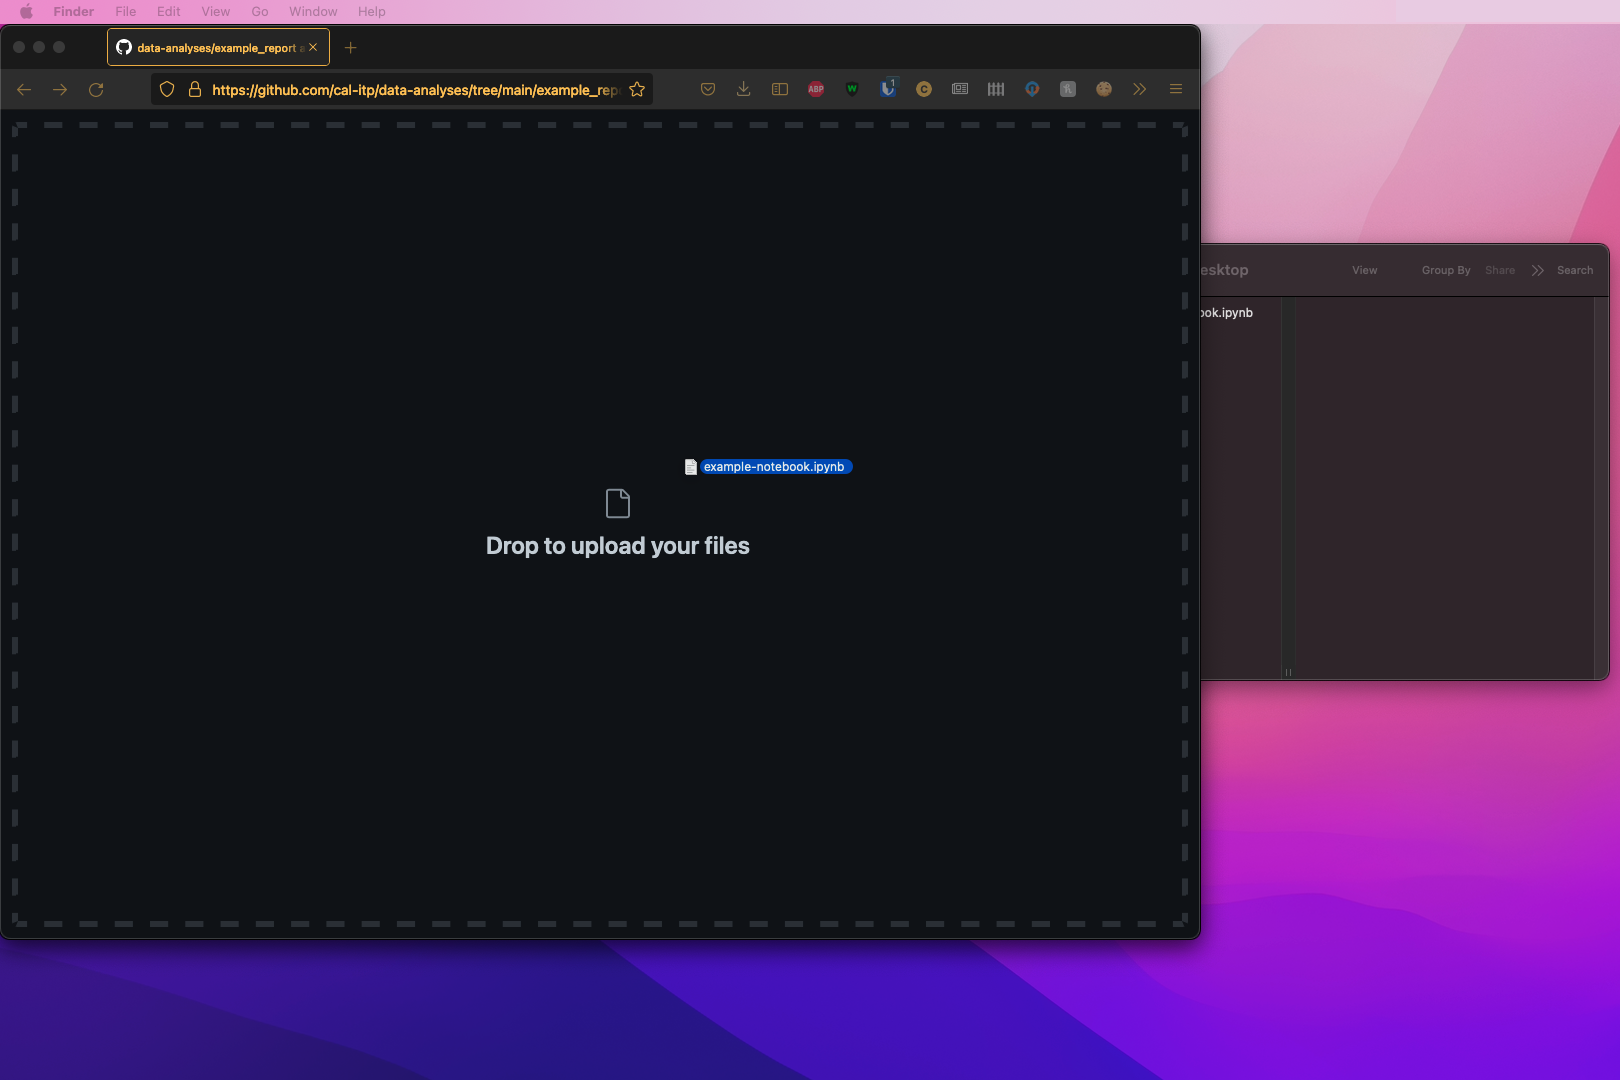 Finder File Edit View Go Window Help
data-analyses/example_report a
https://github.com/cal-itp/data-analyses/tree/main/example_rep
ABP
W
1
C
esktop
View
Group By
Share
Search
ook.ipynb
example-notebook.ipynb
Drop to upload your files